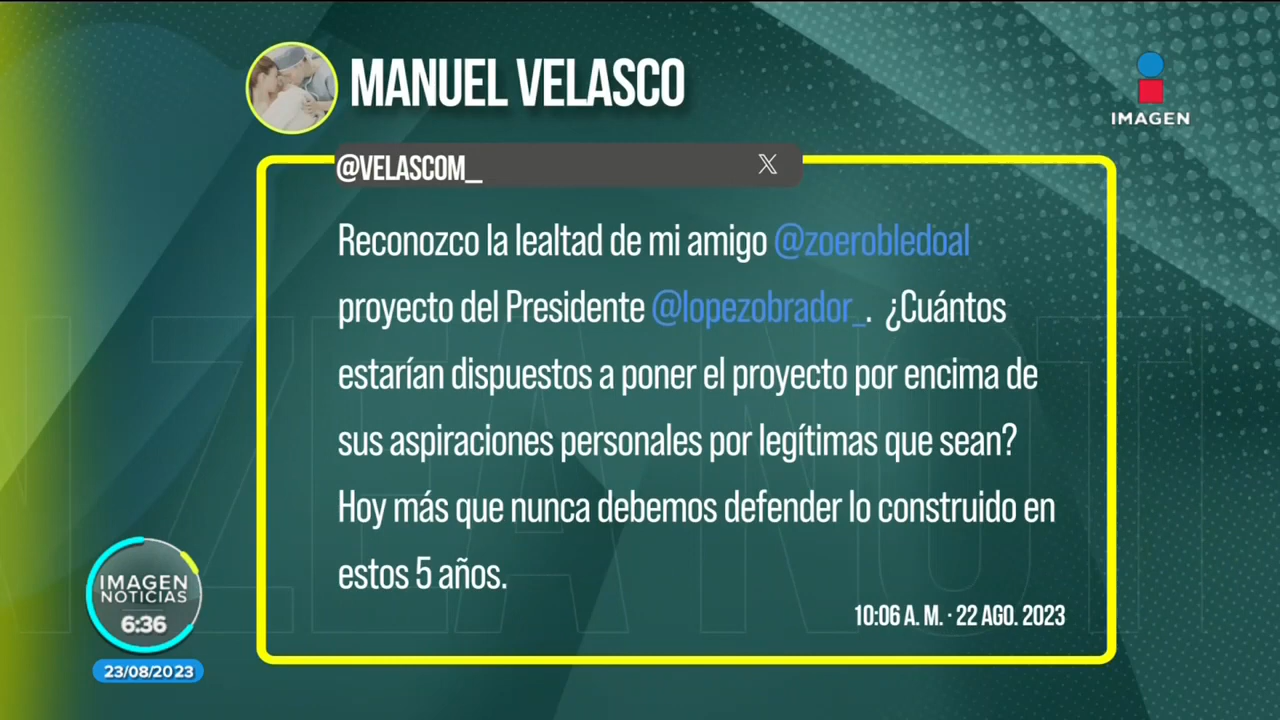 MANUEL VELASCO
IMAGEN
@VELASCOM_
X
Reconozco la lealtad de mi amigo @zoerobledoal
proyecto del Presidente @lopezobrador_. ¿Cuántos
estarían dispuestos a poner el proyecto por encima de
sus aspiraciones personales por legítimas que sean?
Hoy más que nunca debemos defender lo construido en
estos 5 años.
10:06 A. M. · 22 AGO. 2023
IMAGEN
NOTICIAS
6:36
23/08/2023